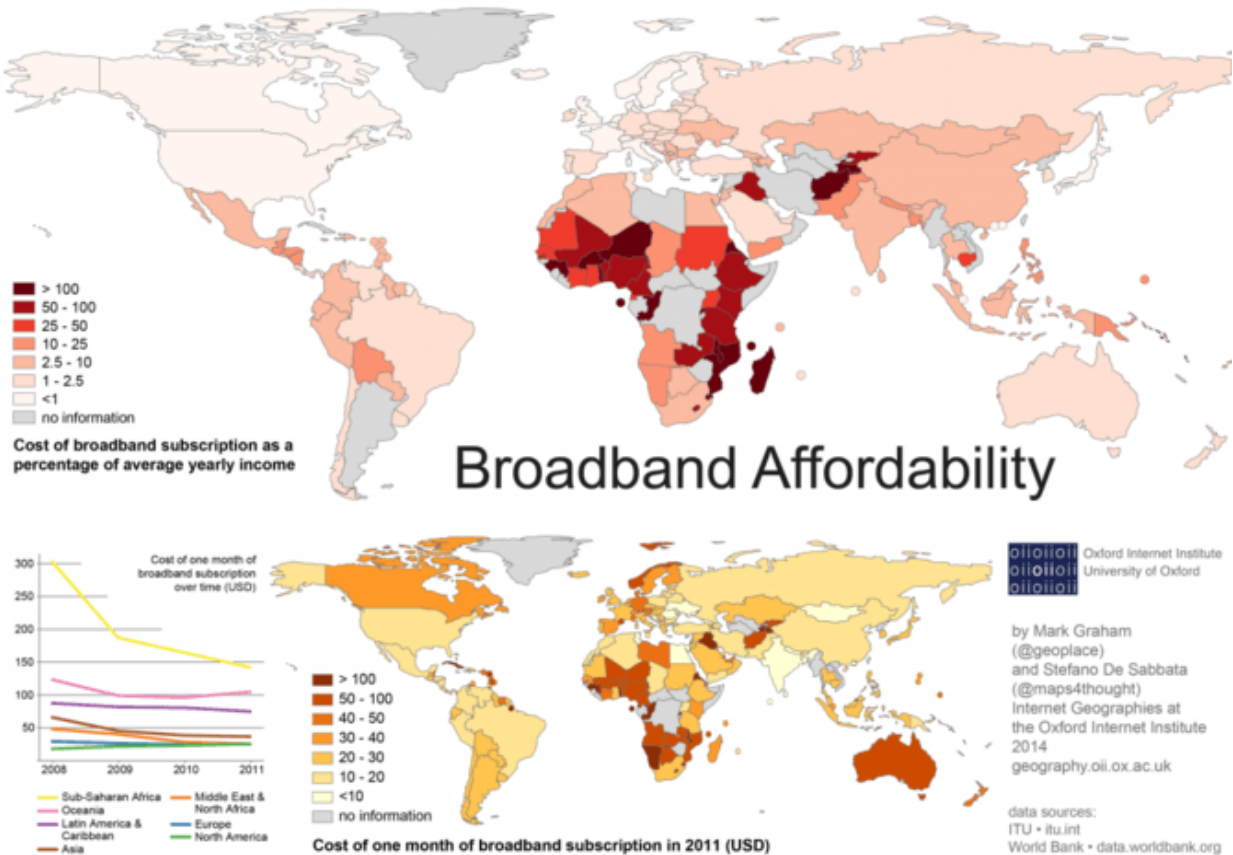 > 100
50 - 100
25 - 50
10 - 25
2.5 - 10
1 - 2.5
<1
no information
Cost of broadband subscription as a
percentage of average yearly income
Broadband Affordability
Cost of one month of
broadband subscription
over time (USD)
300
250
200
150
100
50
2008
2009
2010
2011
Sub-Saharan Africa
Oceania
Latin America &
Caribbean
Asia
Middle East &
North Africa
Europe
North America
> 100
50 - 100
40 - 50
30 - 40
20 - 30
10 - 20
<10
no information
Cost of one month of broadband subscription in 2011 (USD)
oiioiioii
oiioiioii
oiioiioii
Oxford Internet Institute
University of Oxford
by Mark Graham
(@geoplace)
and Stefano De Sabbata
(@maps4thought)
Internet Geographies at
the Oxford Internet Institute
2014
geography.oii.ox.ac.uk
data sources:
ITU • itu.int
World Bank • data.worldbank.org